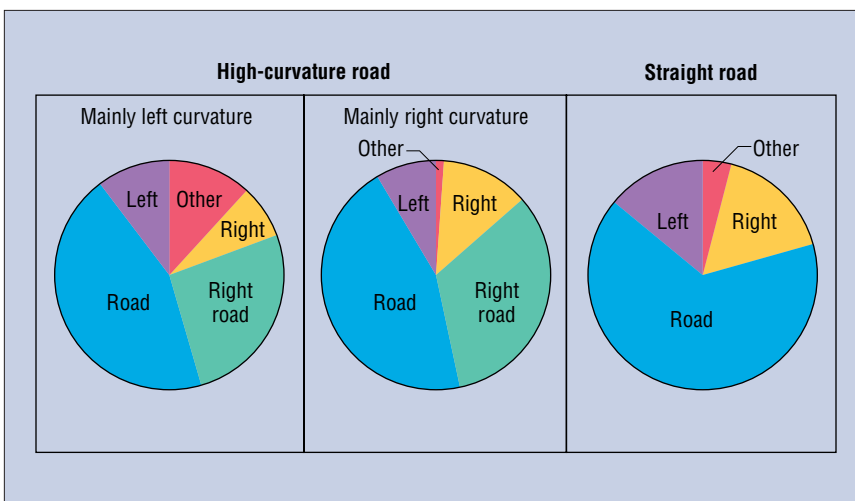 High-curvature road
Straight road
Mainly left curvature
Left
Other
Right
Road
Right
road
Mainly right curvature
Other
Left
Right
Road
Right
road
Other
Left
Right
Road